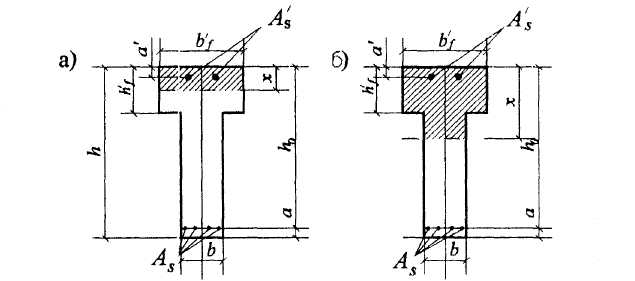 а) a' b'f A's h'f x h h0 a As b
б) a' b'f A's h'f x h0 a As b